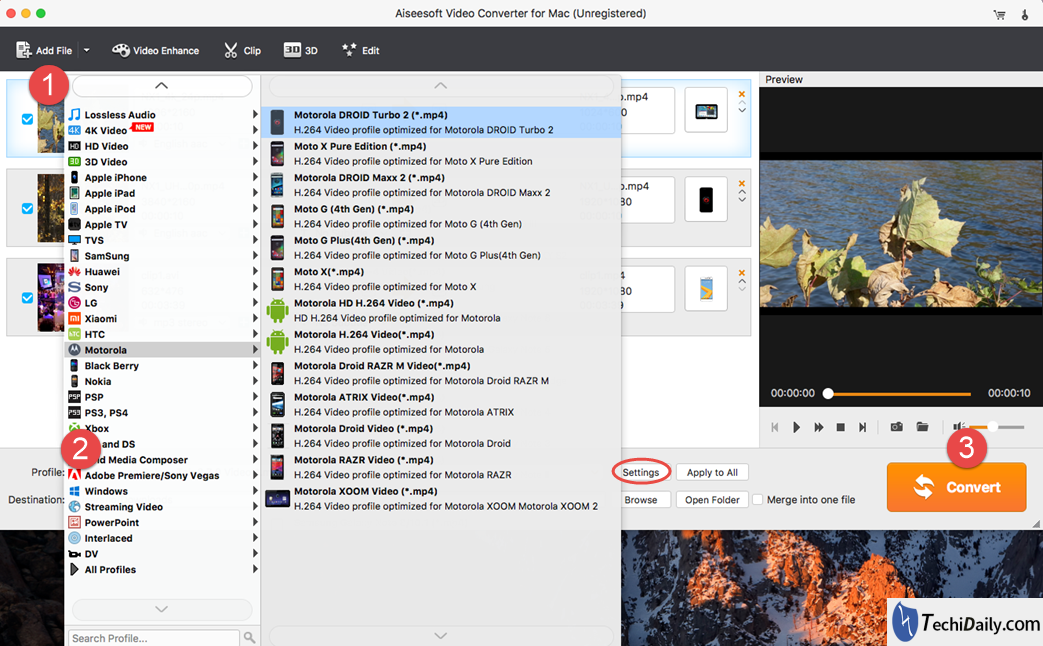 Aiseesoft Video Converter for Mac (Unregistered)
Add File
Video Enhance
Clip
3D 3D
Edit
1
Lossless Audio
4K 4K Video NEW
HD HD Video
3D 3D Video
Apple iPhone
Apple iPad
Apple iPod
Apple TV
TVS
SamSung
Huawei
Sony
LG
Xiaomi
HTC
Motorola
Black Berry
Nokia
PSP
PS3, PS4
Xbox
and DS
Media Composer
Adobe Premiere/Sony Vegas
Windows
Streaming Video
PowerPoint
Interlaced
DV
All Profiles
Search Profile...
2
Profile:
Destination:
Motorola DROID Turbo 2 (*.mp4)
H.264 Video profile optimized for Motorola DROID Turbo 2
Moto X Pure Edition (*.mp4)
H.264 Video profile optimized for Moto X Pure Edition
Motorola DROID Maxx 2 (*.mp4)
H.264 Video profile optimized for Motorola DROID Maxx 2
Moto G (4th Gen) (*.mp4)
H.264 Video profile optimized for Moto G (4th Gen)
Moto G Plus(4th Gen) (*.mp4)
H.264 Video profile optimized for Moto G Plus(4th Gen)
Moto X(*.mp4)
H.264 Video profile optimized for Moto X
Motorola HD H.264 Video (*.mp4)
HD H.264 Video profile optimized for Motorola
Motorola H.264 Video(*.mp4)
H.264 Video profile optimized for Motorola
Motorola Droid RAZR M Video(*.mp4)
H.264 Video profile optimized for Motorola Droid RAZR M
Motorola ATRIX Video(*.mp4)
H.264 Video profile optimized for Motorola ATRIX
Motorola Droid Video (*.mp4)
H.264 Video profile optimized for Motorola Droid
Motorola RAZR Video (*.mp4)
H.264 Video profile optimized for Motorola RAZR
Motorola XOOM Video (*.mp4)
H.264 Video profile optimized for Motorola XOOM Motorola XOOM 2
p.mp4
0
p.mp4
80
4
80
9
Preview
00:00:00
00:00:10
Settings
Apply to All
Browse
Open Folder
Merge into one file
3
Convert
TechiDaily.com